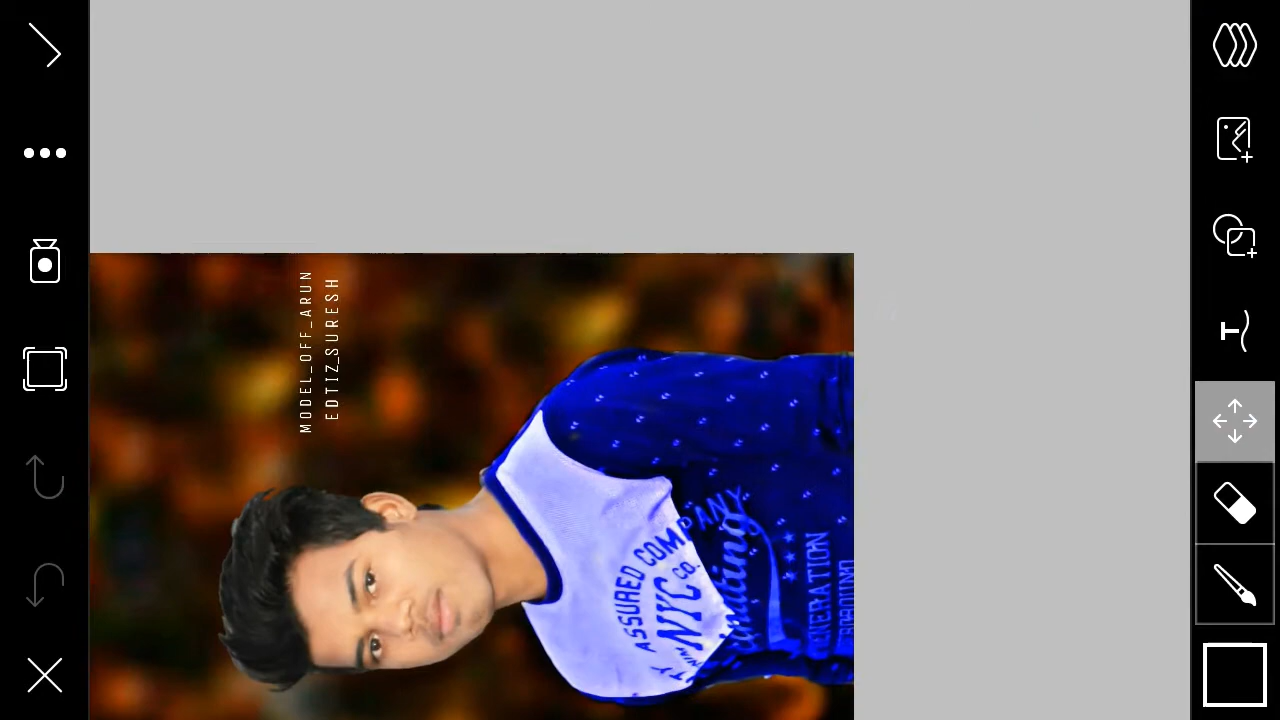 MODEL_OFF_ARUN
EDTIZ_SURESH
ASSURED COMPANY
NYC CO.
GENERATION